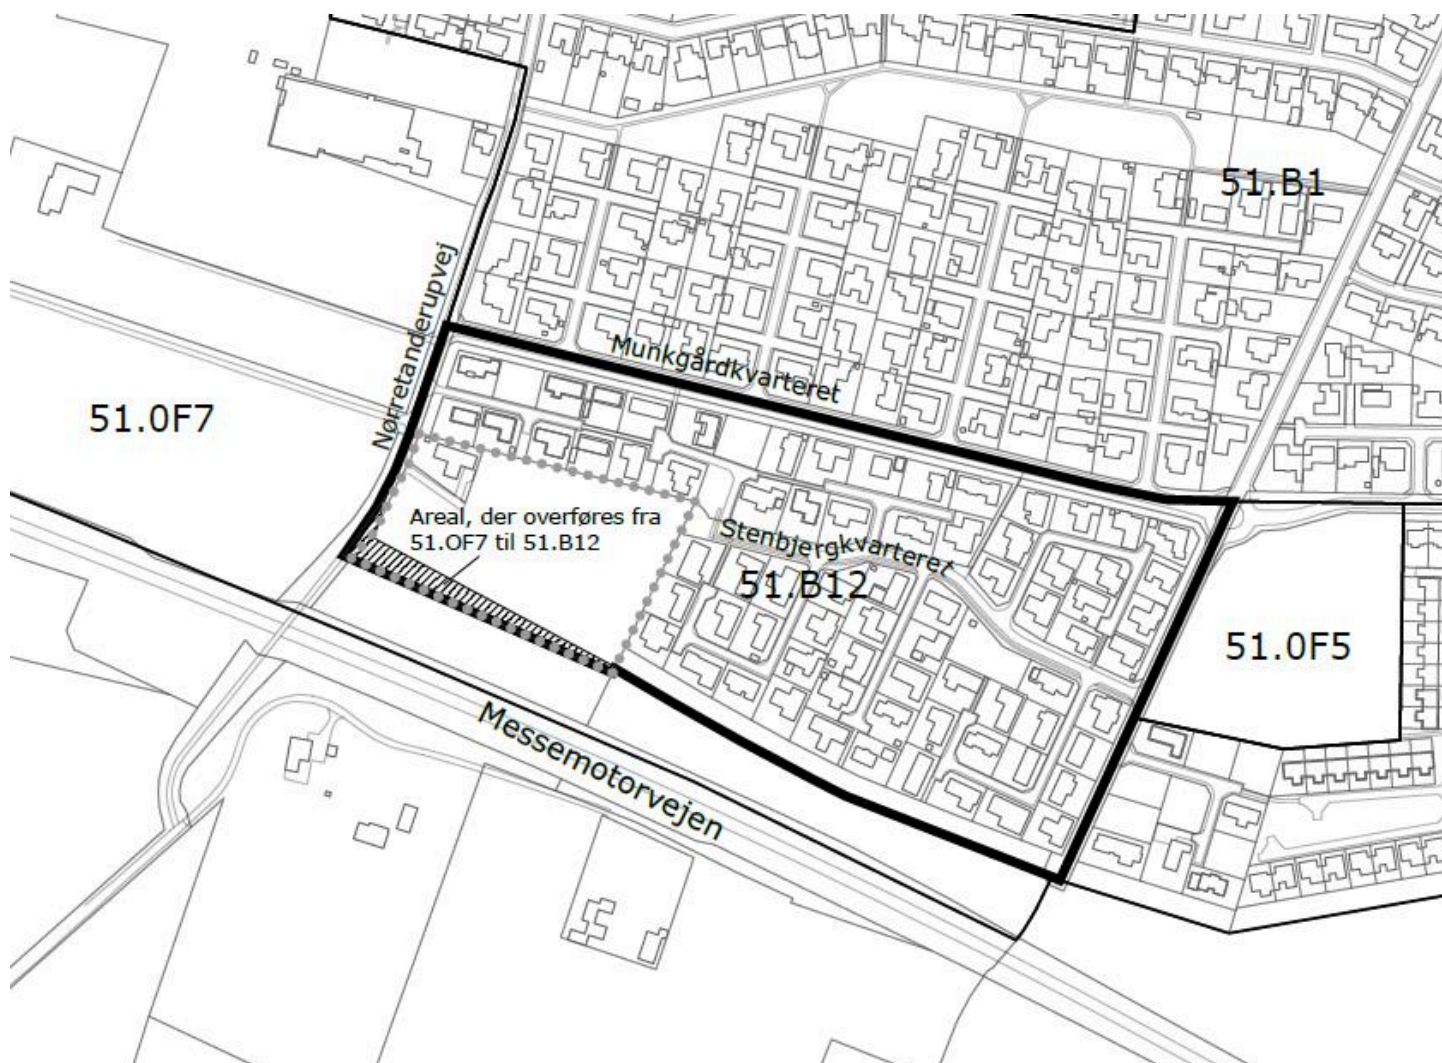 51.B1
Nørretanderupvej
Munkgårdkvarteret
51.0F7
Areal, der overføres fra
51.OF7 til 51.B12
Stenbjergkvarteret
51.B12
51.0F5
Messemotorvejen